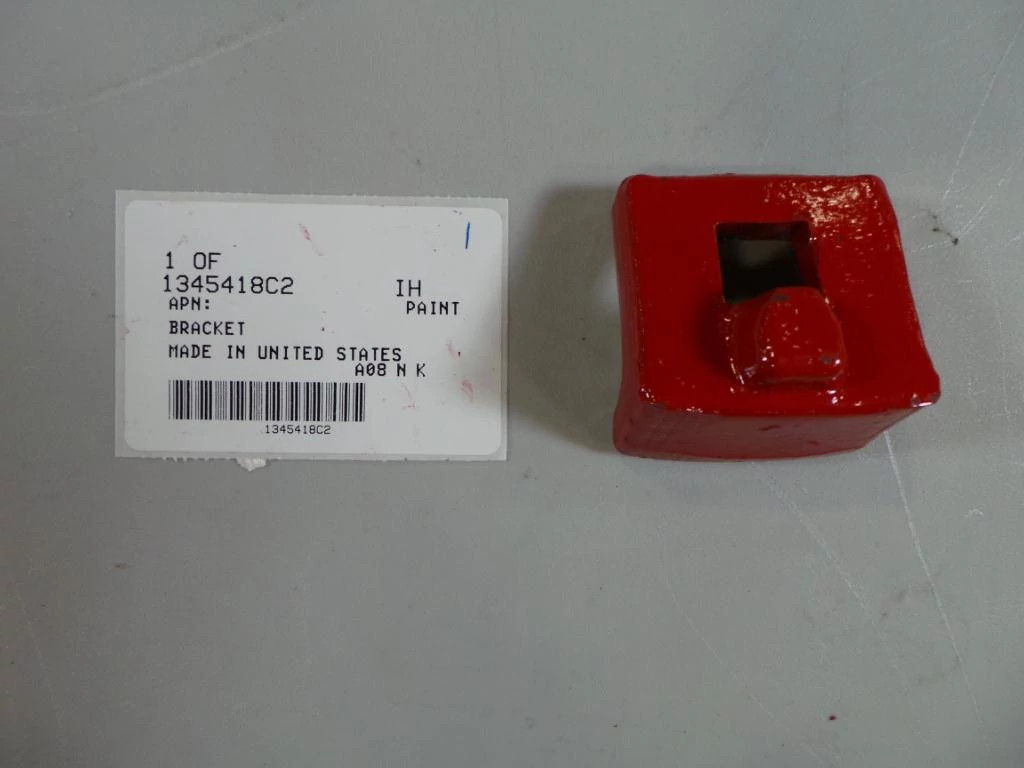 1 OF
1345418C2 IH
APN: PAINT
BRACKET
MADE IN UNITED STATES
A08 N K
1345418C2